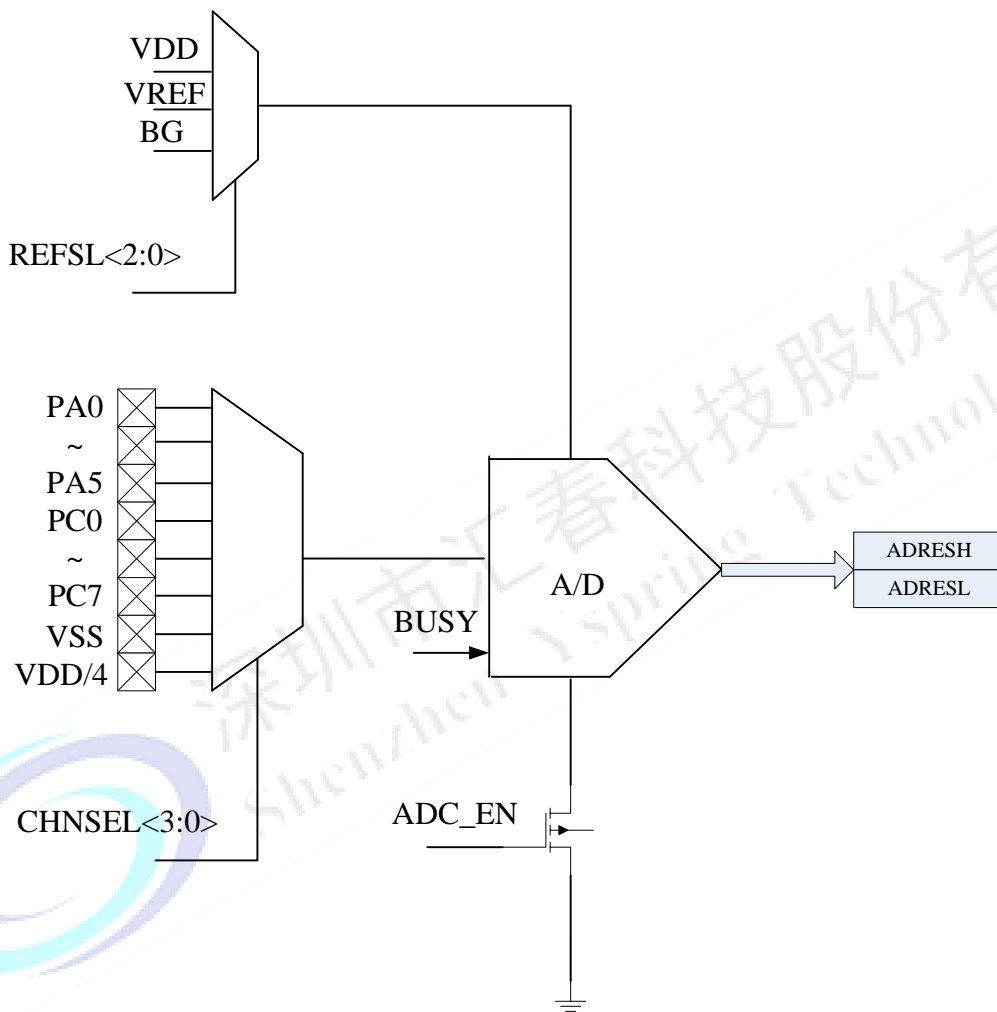 VDD
VREF
BG
REFSL<2:0>
PA0
~
PA5
PC0
~
PC7
VSS
VDD/4
CHNSEL<3:0>
A/D
BUSY
ADC_EN
ADRESH
ADRESL
深圳市汇春科技股份有
Shenzhen Yspring Technol